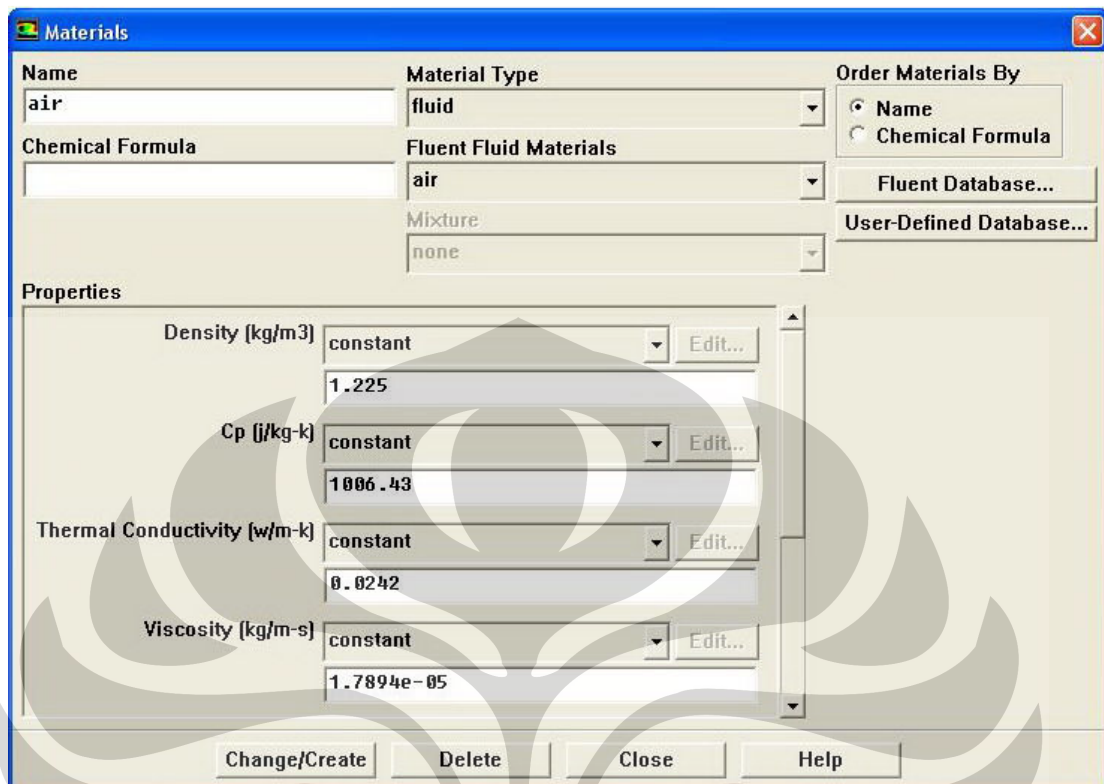 Materials
Name
air
Chemical Formula
Material Type
fluid
Fluent Fluid Materials
air
Mixture
none
Order Materials By
Name
Chemical Formula
Fluent Database...
User-Defined Database...
Properties
Density (kg/m3)
constant
Edit...
1.225
Cp (j/kg-k)
constant
Edit...
1006.43
Thermal Conductivity (w/m-k)
constant
Edit...
0.0242
Viscosity (kg/m-s)
constant
Edit...
1.7894e-05
Change/Create
Delete
Close
Help